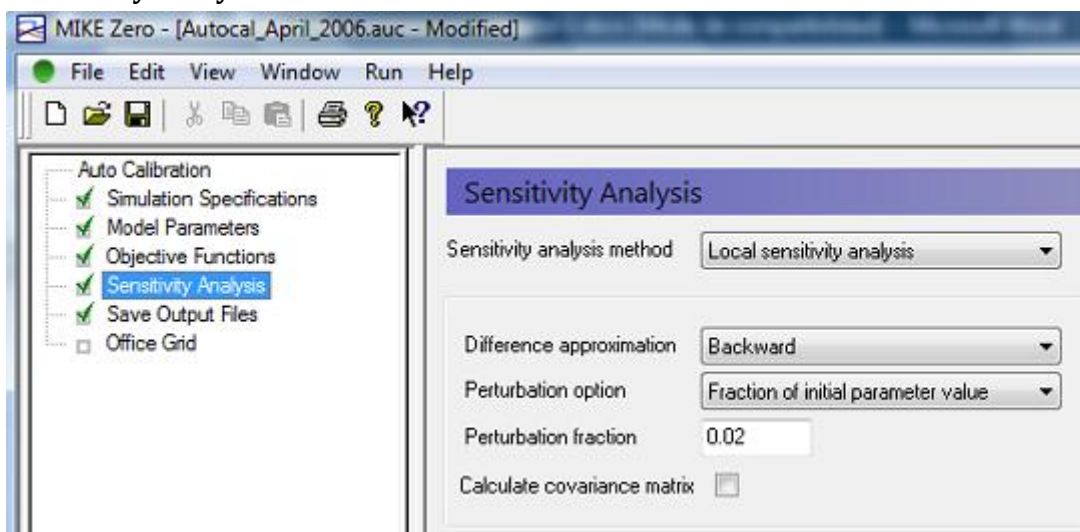 MIKE Zero - [Autocal_April_2006.auc - Modified]
File Edit View Window Run Help
Auto Calibration
Simulation Specifications
Model Parameters
Objective Functions
Sensitivity Analysis
Save Output Files
Office Grid
Sensitivity Analysis
Sensitivity analysis method Local sensitivity analysis
Difference approximation Backward
Perturbation option Fraction of initial parameter value
Perturbation fraction 0.02
Calculate covariance matrix